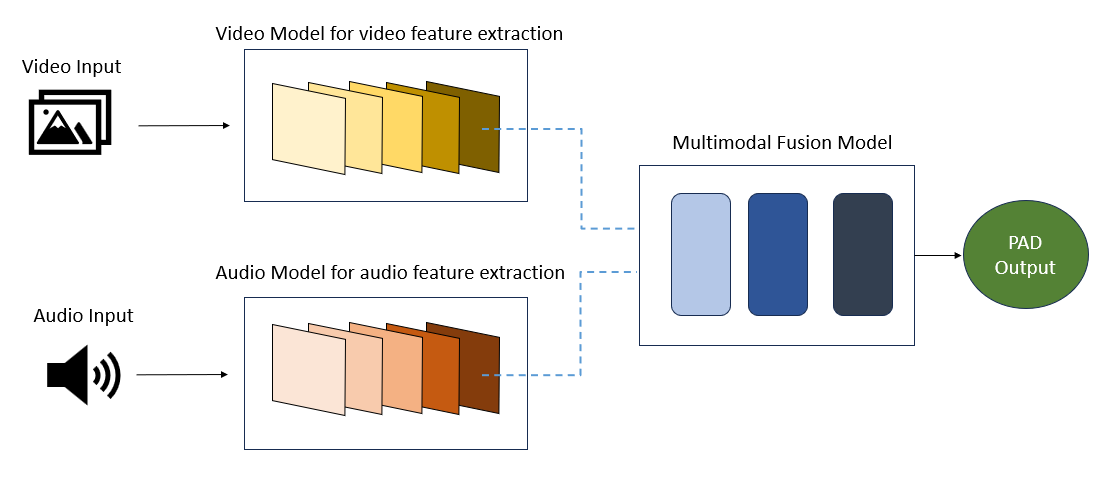 Video Model for video feature extraction
Video Input
Multimodal Fusion Model
PAD
Output
Audio Model for audio feature extraction
Audio Input